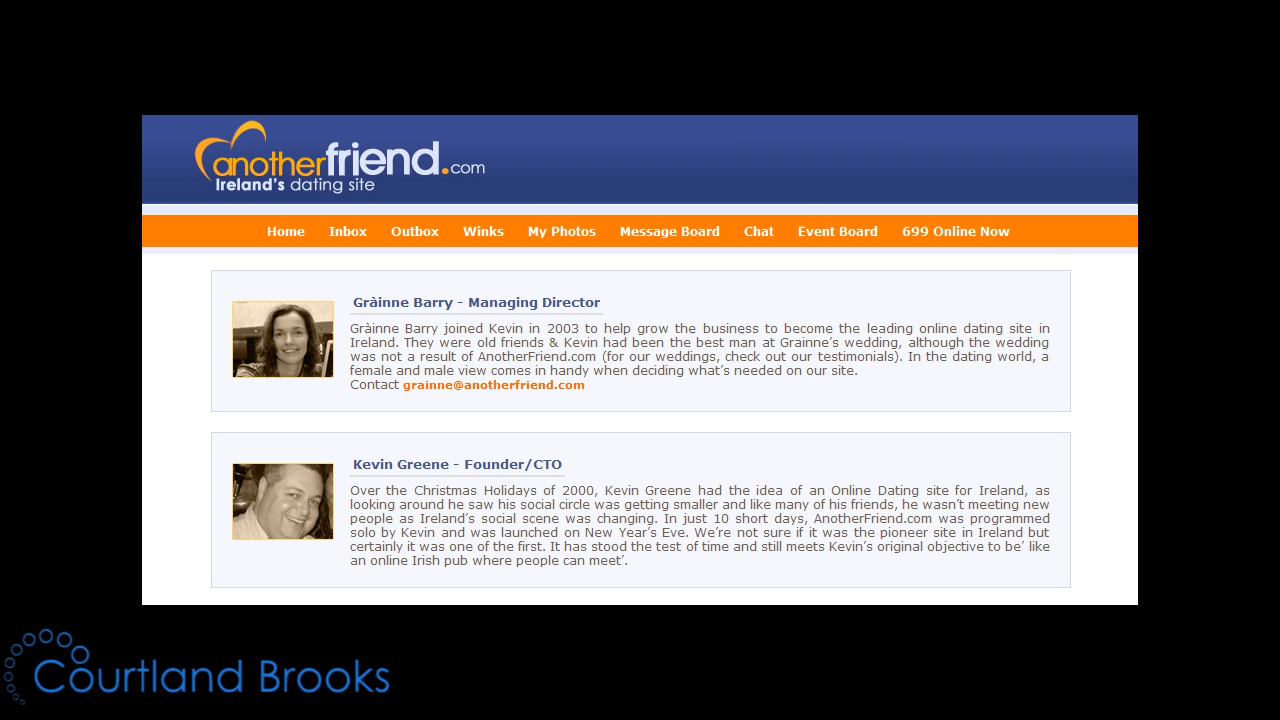 anotherfriend.com
Ireland's dating site
Home Inbox Outbox Winks My Photos Message Board Chat Event Board 699 Online Now
Gràinne Barry - Managing Director
Gràinne Barry joined Kevin in 2003 to help grow the business to become the leading online dating site in
Ireland. They were old friends & Kevin had been the best man at Grainne’s wedding, although the wedding
was not a result of AnotherFriend.com (for our weddings, check out our testimonials). In the dating world, a
female and male view comes in handy when deciding what’s needed on our site.
Contact grainne@anotherfriend.com
Kevin Greene - Founder/CTO
Over the Christmas Holidays of 2000, Kevin Greene had the idea of an Online Dating site for Ireland, as
looking around he saw his social circle was getting smaller and like many of his friends, he wasn’t meeting new
people as Ireland’s social scene was changing. In just 10 short days, AnotherFriend.com was programmed
solo by Kevin and was launched on New Year’s Eve. We’re not sure if it was the pioneer site in Ireland but
certainly it was one of the first. It has stood the test of time and still meets Kevin’s original objective to be’ like
an online Irish pub where people can meet’.
Courtland Brooks